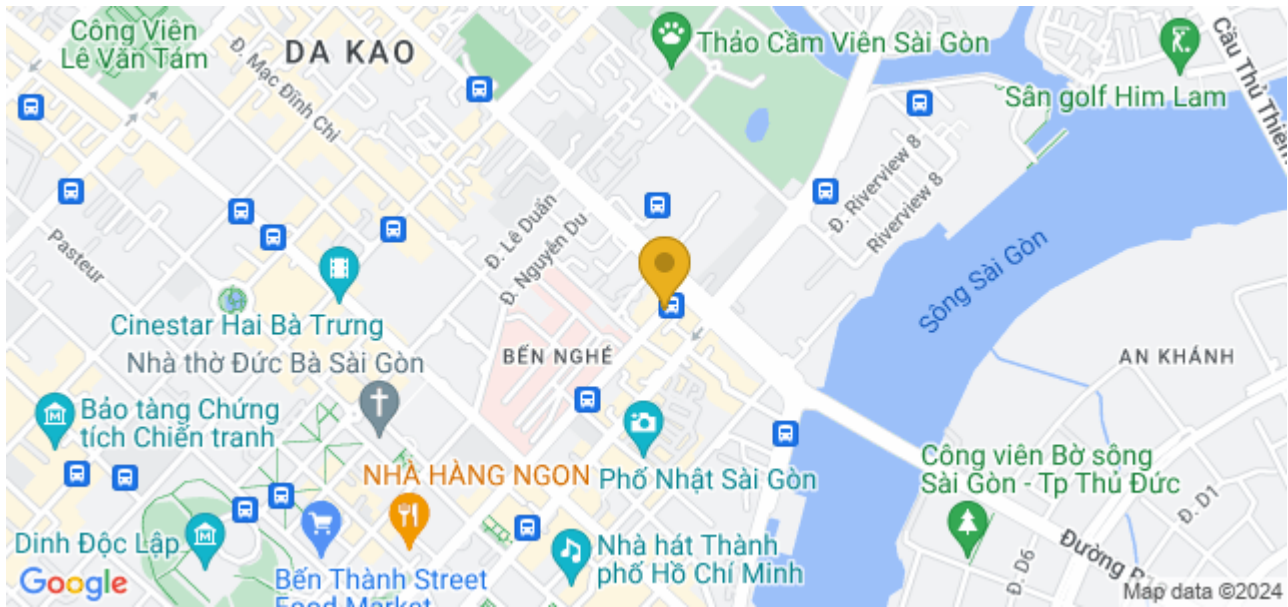 Công Viên
Lê Văn Tám
DA KAO
Đ. Mạc Đĩnh Chi
Thảo Cầm Viên Sài Gòn
Sân golf Him Lam
Cầu Thủ Thiêm
Đ. Riverview 8
Riverview 8
Đ. Lê Duẩn
Đ. Nguyễn Du
Pasteur
Sông Sài Gòn
Cinestar Hai Bà Trưng
Nhà thờ Đức Bà Sài Gòn
BẾN NGHÉ
AN KHÁNH
Bảo tàng Chứng
tích Chiến tranh
NHÀ HÀNG NGON
Phố Nhật Sài Gòn
Công viên Bờ sông
Sài Gòn - Tp Thủ Đức
Đ. D1
Dinh Độc Lập
Nhà hát Thành
phố Hồ Chí Minh
Đ. D6
Đường
Bến Thành Street
Food Market
Google
Map data ©2024